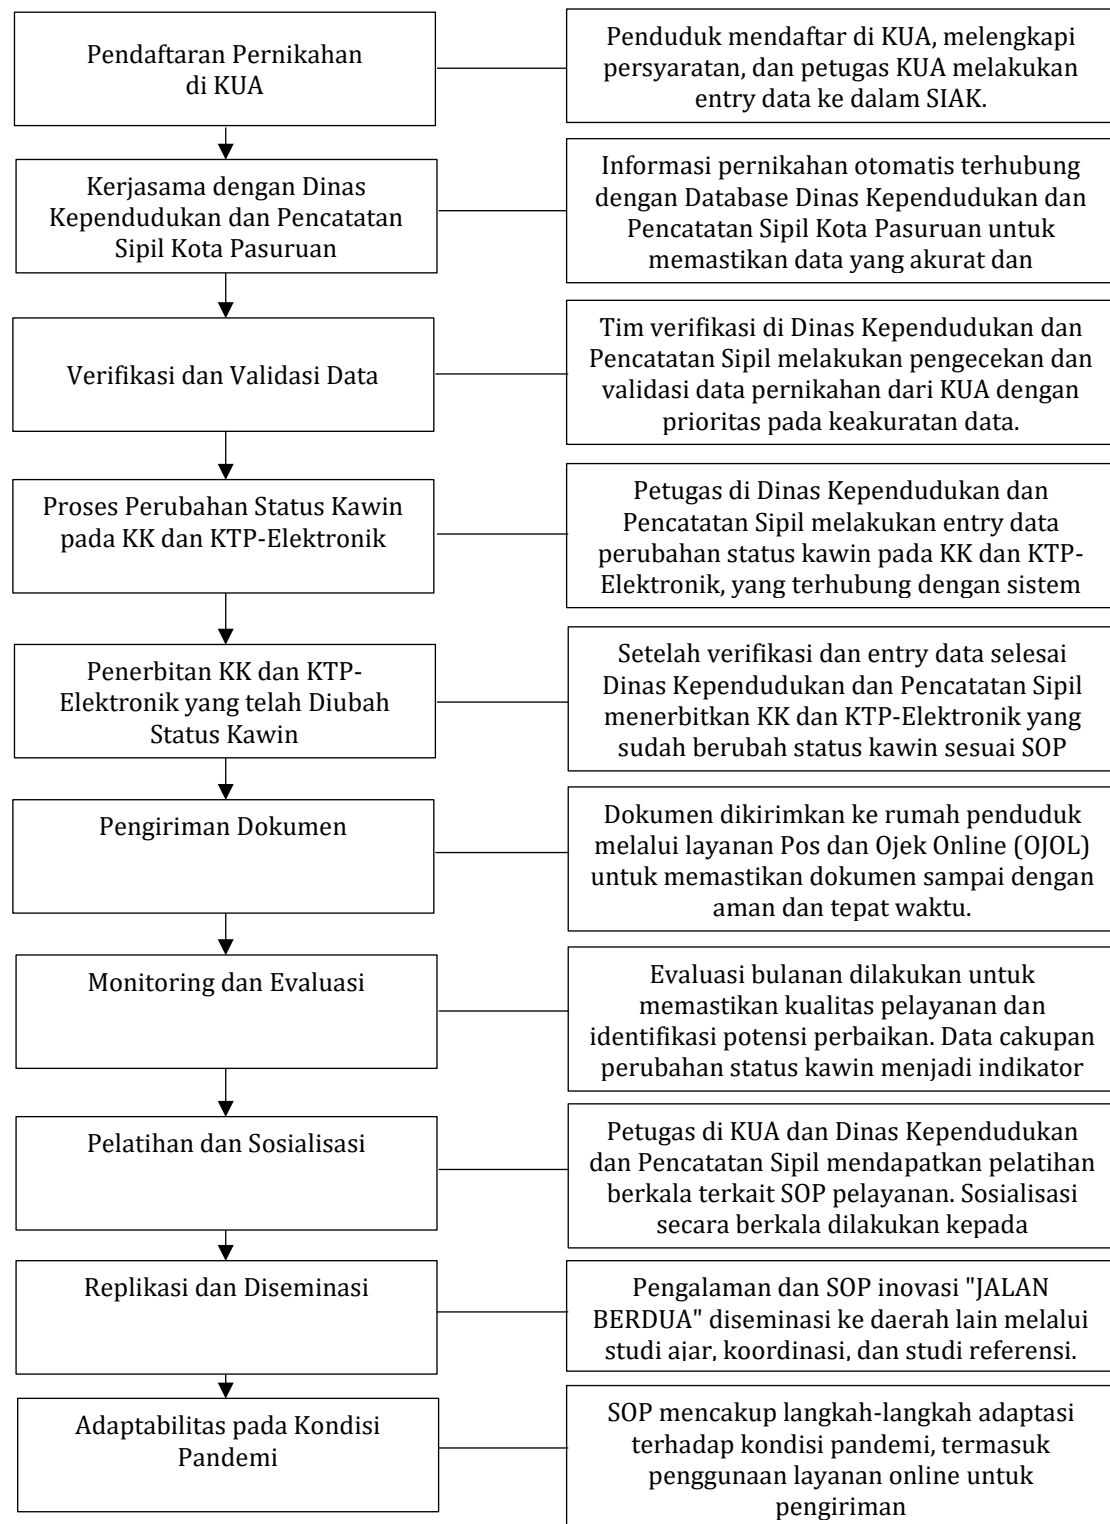 Pendaftaran Pernikahan
di KUA
Penduduk mendaftar di KUA, melengkapi
persyaratan, dan petugas KUA melakukan
entry data ke dalam SIAK.
Kerjasama dengan Dinas
Kependudukan dan Pencatatan
Sipil Kota Pasuruan
Informasi pernikahan otomatis terhubung
dengan Database Dinas Kependudukan dan
Pencatatan Sipil Kota Pasuruan untuk
memastikan data yang akurat dan
Verifikasi dan Validasi Data
Tim verifikasi di Dinas Kependudukan dan
Pencatatan Sipil melakukan pengecekan dan
validasi data pernikahan dari KUA dengan
prioritas pada keakuratan data.
Proses Perubahan Status Kawin
pada KK dan KTP-Elektronik
Petugas di Dinas Kependudukan dan
Pencatatan Sipil melakukan entry data
perubahan status kawin pada KK dan KTP-
Elektronik, yang terhubung dengan sistem
Penerbitan KK dan KTP-
Elektronik yang telah Diubah
Status Kawin
Setelah verifikasi dan entry data selesai
Dinas Kependudukan dan Pencatatan Sipil
menerbitkan KK dan KTP-Elektronik yang
sudah berubah status kawin sesuai SOP
Pengiriman Dokumen
Dokumen dikirimkan ke rumah penduduk
melalui layanan Pos dan Ojek Online (OJOL)
untuk memastikan dokumen sampai dengan
aman dan tepat waktu.
Monitoring dan Evaluasi
Evaluasi bulanan dilakukan untuk
memastikan kualitas pelayanan dan
identifikasi potensi perbaikan. Data cakupan
perubahan status kawin menjadi indikator
Pelatihan dan Sosialisasi
Petugas di KUA dan Dinas Kependudukan
dan Pencatatan Sipil mendapatkan pelatihan
berkala terkait SOP pelayanan. Sosialisasi
secara berkala dilakukan kepada
Replikasi dan Diseminasi
Pengalaman dan SOP inovasi "JALAN
BERDUA" diseminasi ke daerah lain melalui
studi ajar, koordinasi, dan studi referensi.
Adaptabilitas pada Kondisi
Pandemi
SOP mencakup langkah-langkah adaptasi
terhadap kondisi pandemi, termasuk
penggunaan layanan online untuk
pengiriman